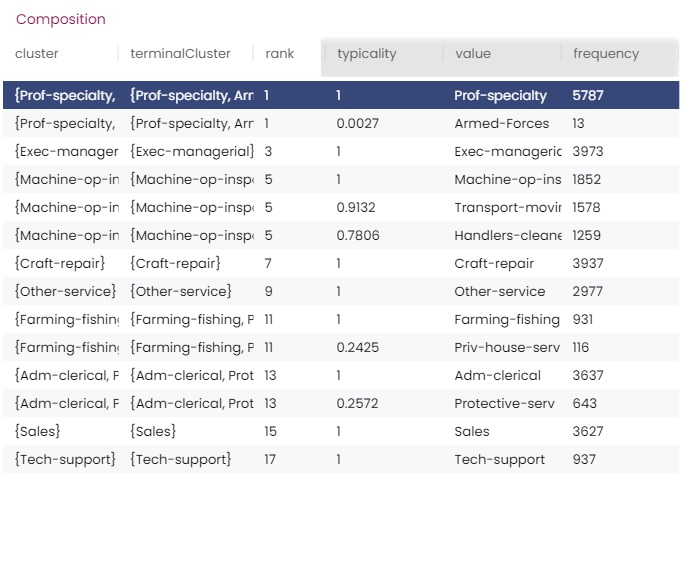 Composition
cluster terminalCluster rank typicality value frequency
{Prof-specialty, {Prof-specialty, Arr 1 1 Prof-specialty 5787
{Prof-specialty, {Prof-specialty, Arr 1 0.0027 Armed-Forces 13
{Exec-manager {Exec-managerial} 3 1 Exec-manageric 3973
{Machine-op-in {Machine-op-insp 5 1 Machine-op-ins 1852
{Machine-op-in {Machine-op-insp 5 0.9132 Transport-movir 1578
{Machine-op-in {Machine-op-insp 5 0.7806 Handlers-cleane 1259
{Craft-repair} {Craft-repair} 7 1 Craft-repair 3937
{Other-service} {Other-service} 9 1 Other-service 2977
{Farming-fishing {Farming-fishing, P 11 1 Farming-fishing 931
{Farming-fishing {Farming-fishing, P 11 0.2425 Priv-house-serv 116
{Adm-clerical, P {Adm-clerical, Prot 13 1 Adm-clerical 3637
{Adm-clerical, P {Adm-clerical, Prot 13 0.2572 Protective-serv 643
{Sales} {Sales} 15 1 Sales 3627
{Tech-support} {Tech-support} 17 1 Tech-support 937